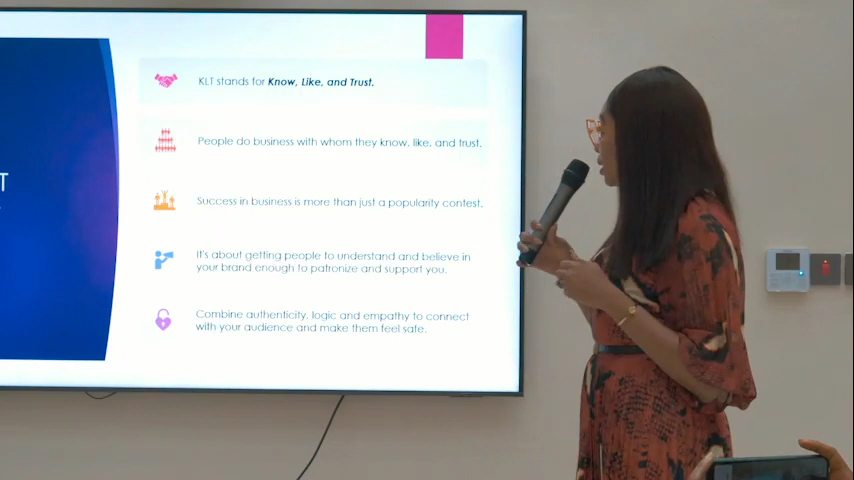 T
KLT stands for Know, Like, and Trust.
People do business with whom they know, like, and trust.
Success in business is more than just a popularity contest.
It's about getting people to understand and believe in
your brand enough to patronize and support you.
Combine authenticity, logic and empathy to connect
with your audience and make them feel safe.